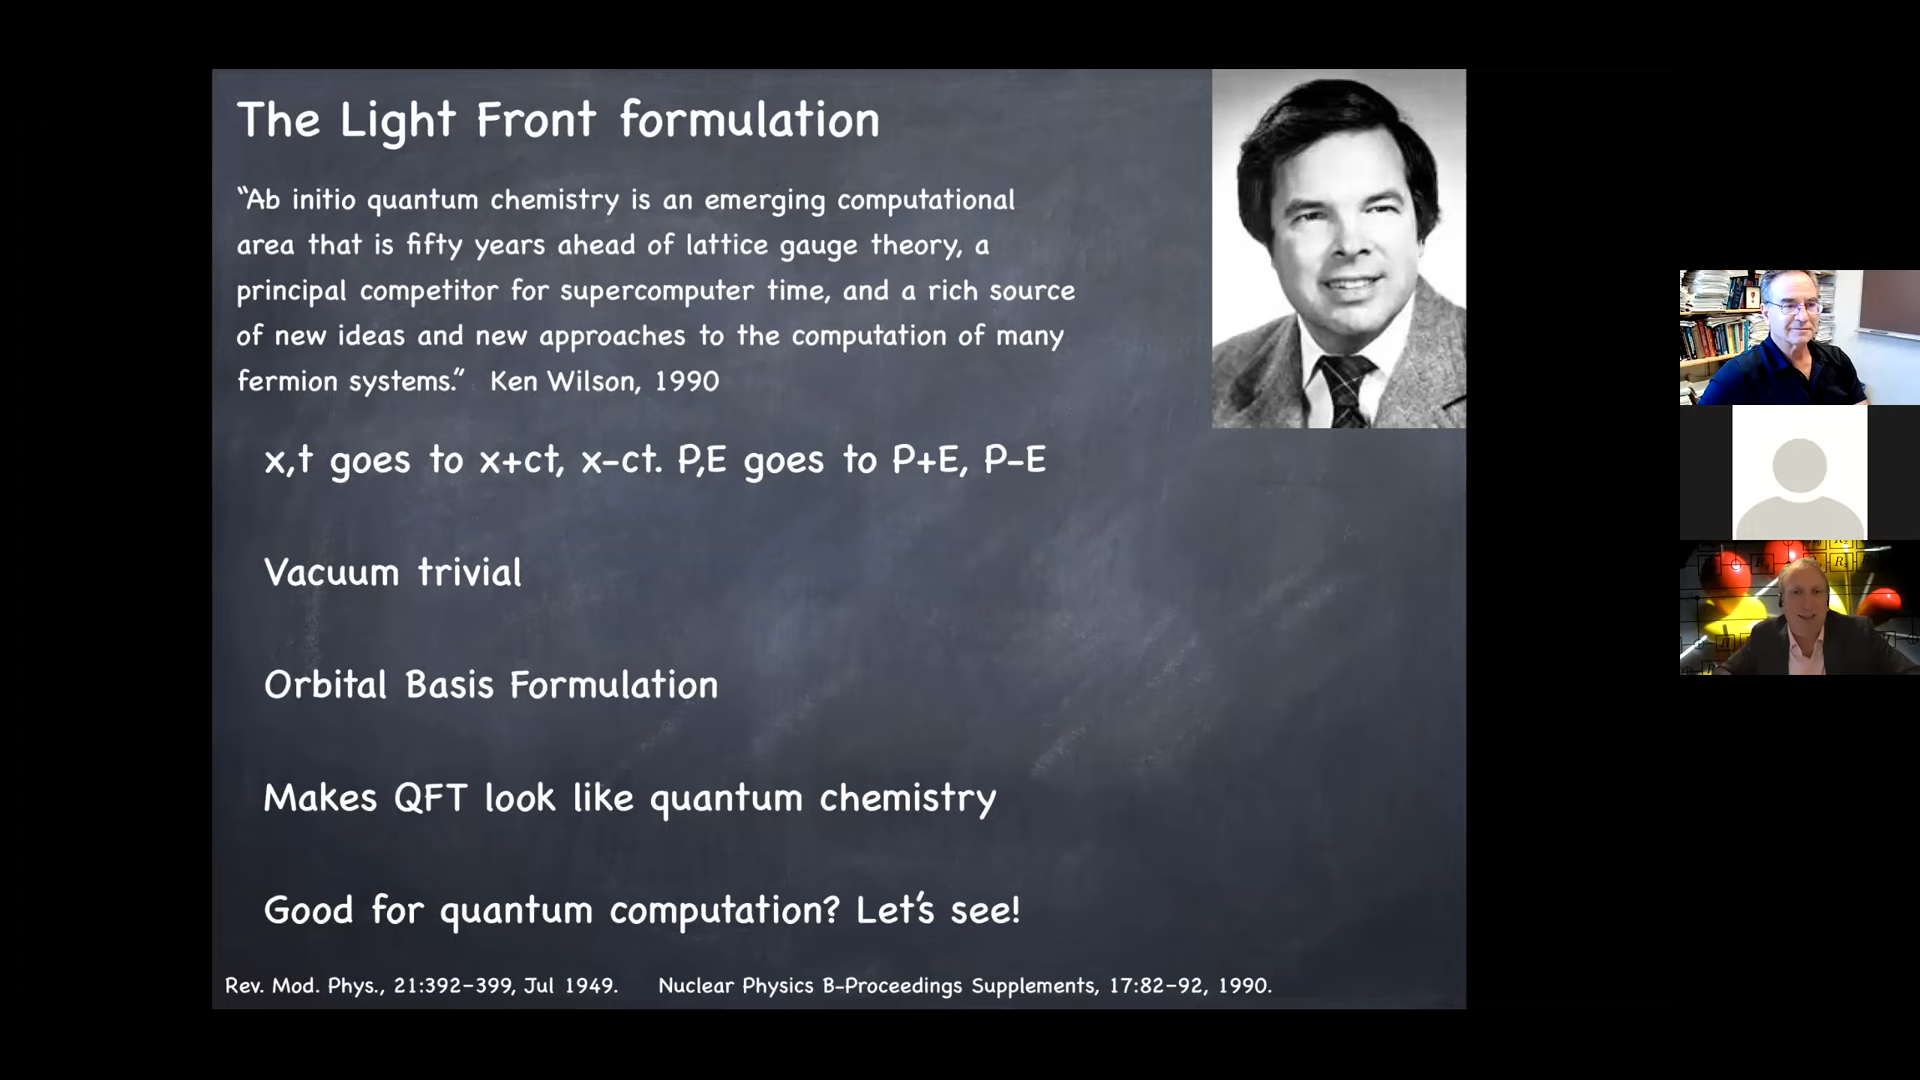 The Light Front formulation
“Ab initio quantum chemistry is an emerging computational
area that is fifty years ahead of lattice gauge theory, a
principal competitor for supercomputer time, and a rich source
of new ideas and new approaches to the computation of many
fermion systems.” Ken Wilson, 1990
x,t goes to x+ct, x-ct. P,E goes to P+E, P-E
Vacuum trivial
Orbital Basis Formulation
Makes QFT look like quantum chemistry
Good for quantum computation? Let’s see!
Rev. Mod. Phys., 21:392–399, Jul 1949. Nuclear Physics B-Proceedings Supplements, 17:82–92, 1990.